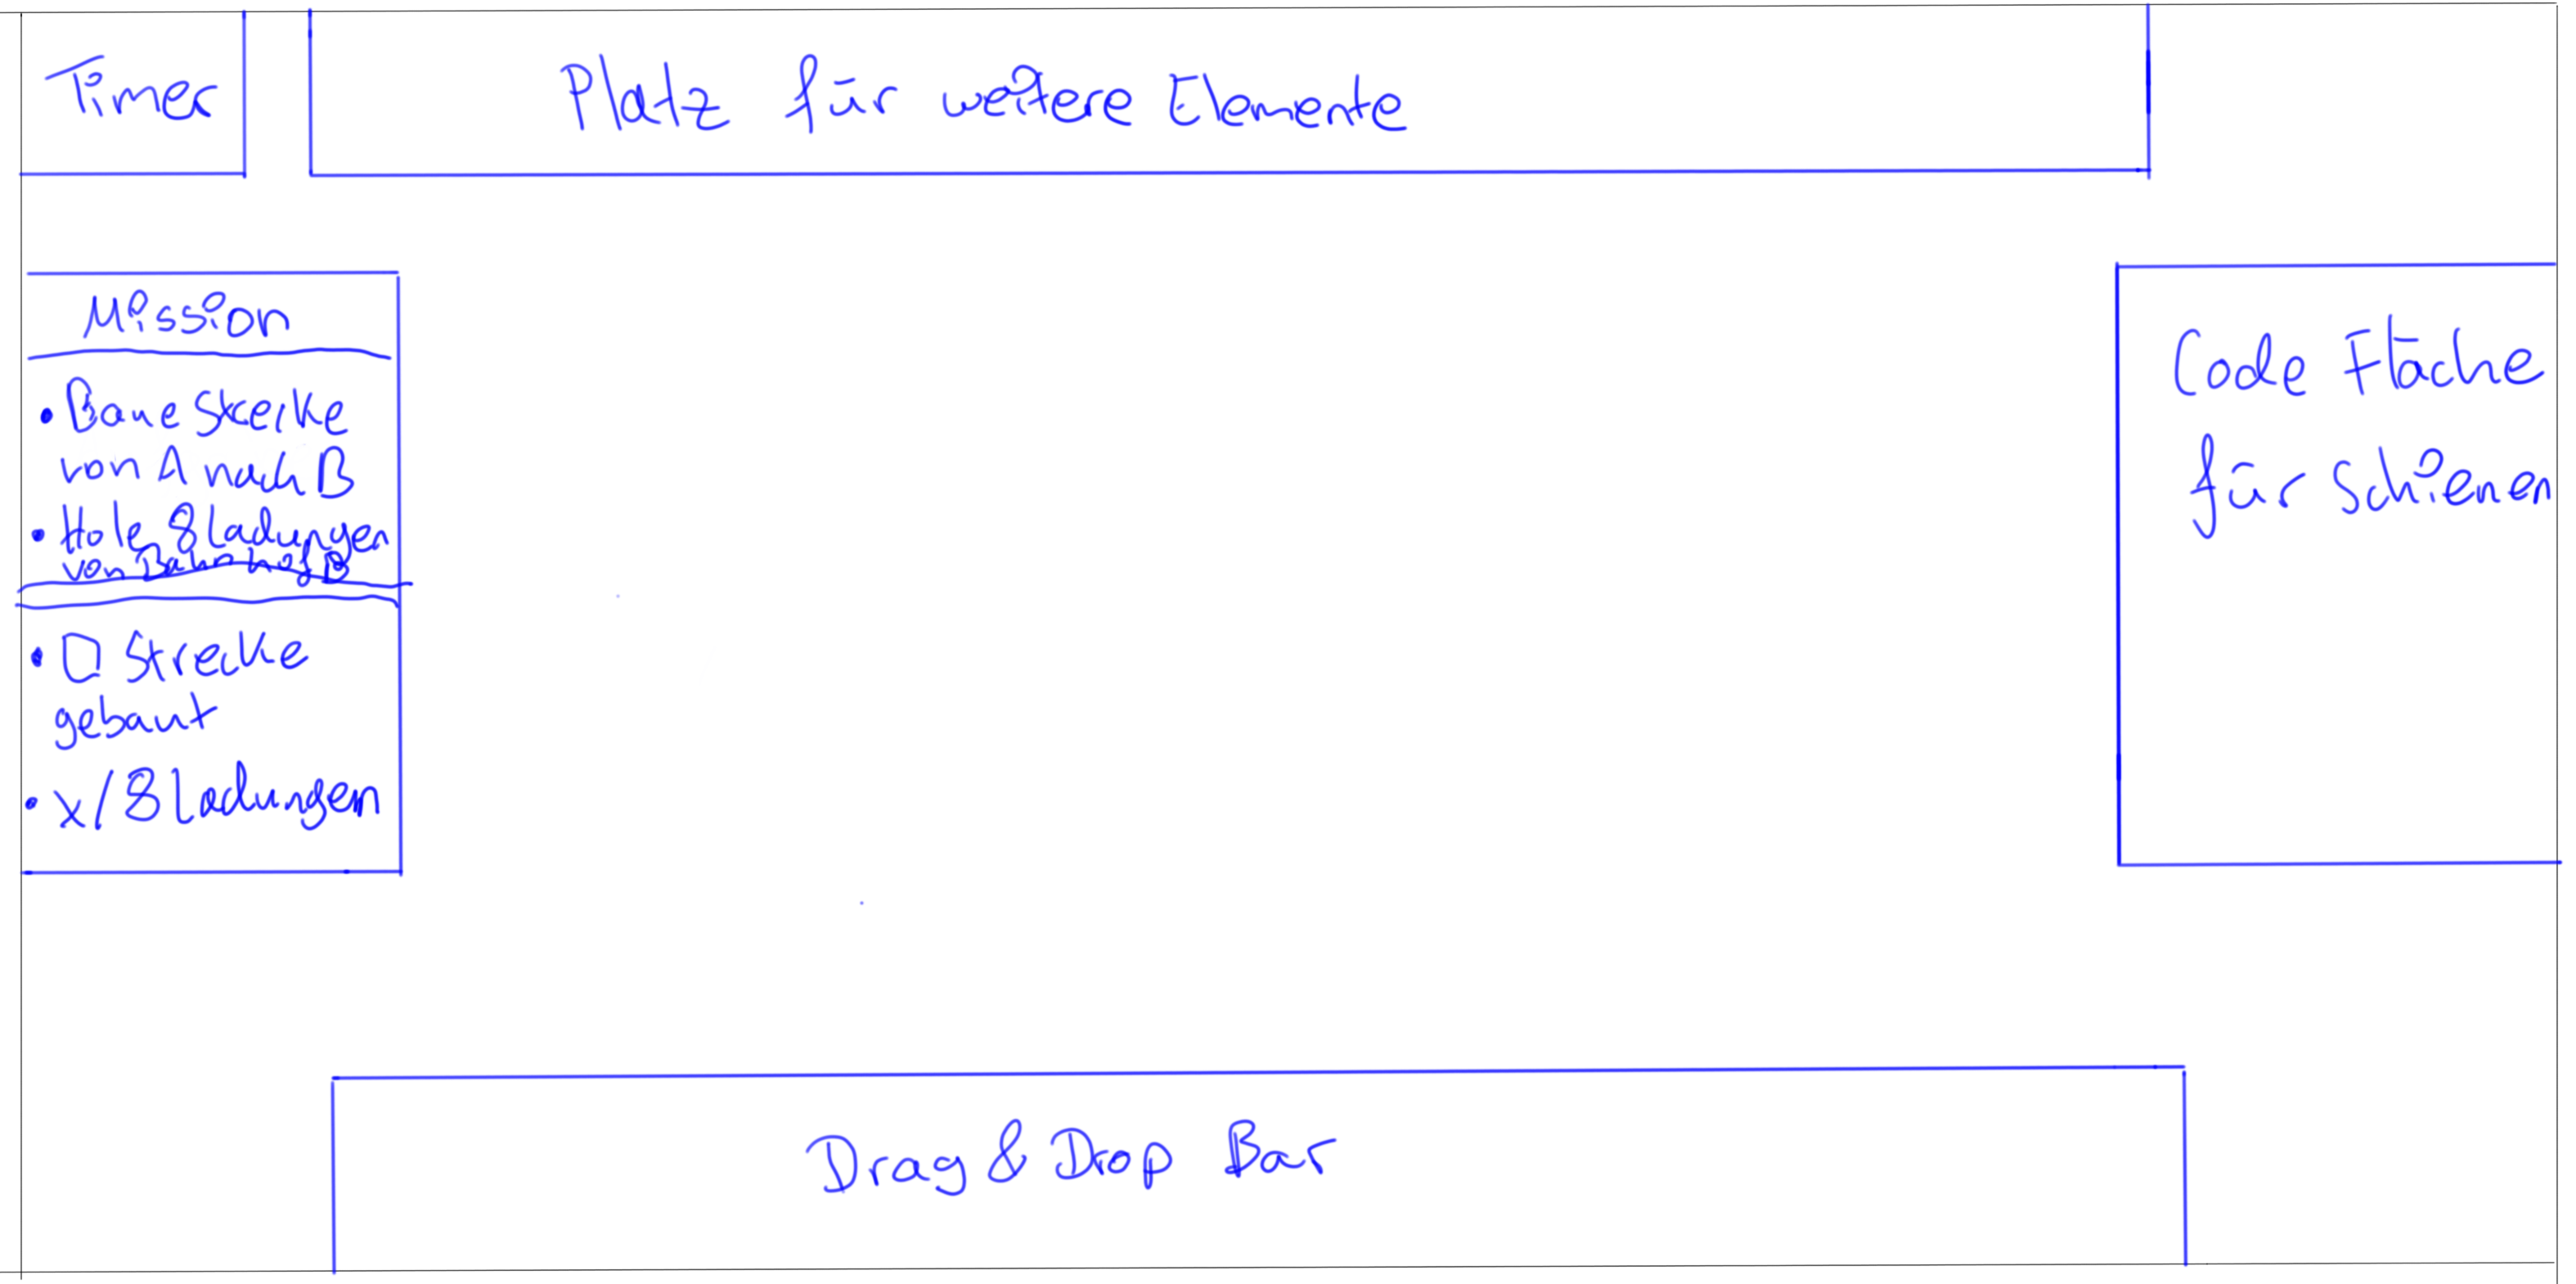 Timer
Platz für weitere Elemente
Mission
• Baue Strecke
von A nach B
• Hole 8 Ladungen
von Bahnhof B
• □ Strecke
gebaut
• x/8 Ladungen
Code Fläche
für Schienen
Drag & Drop Bar